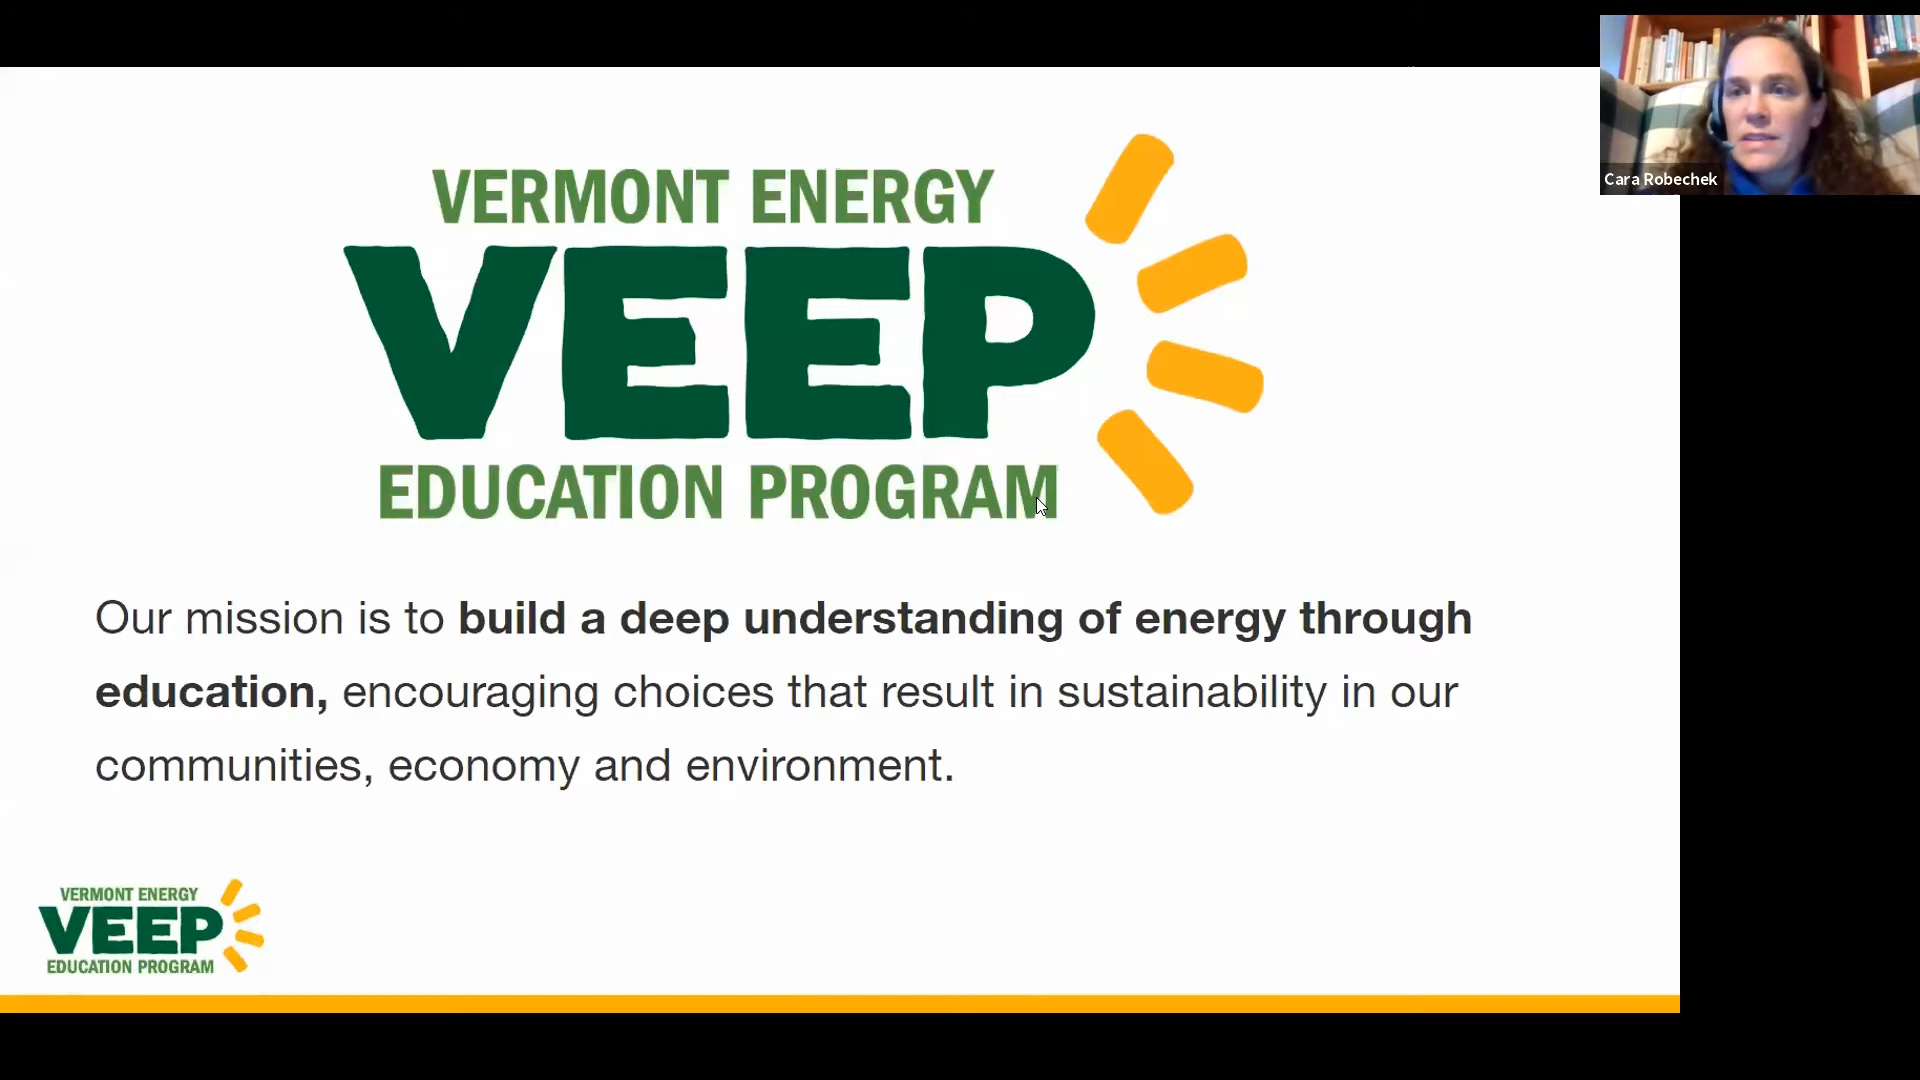 VERMONT ENERGY
VEEP
EDUCATION PROGRAM
Cara Robechek
Our mission is to build a deep understanding of energy through
education, encouraging choices that result in sustainability in our
communities, economy and environment.
VERMONT ENERGY
VEEP
EDUCATION PROGRAM